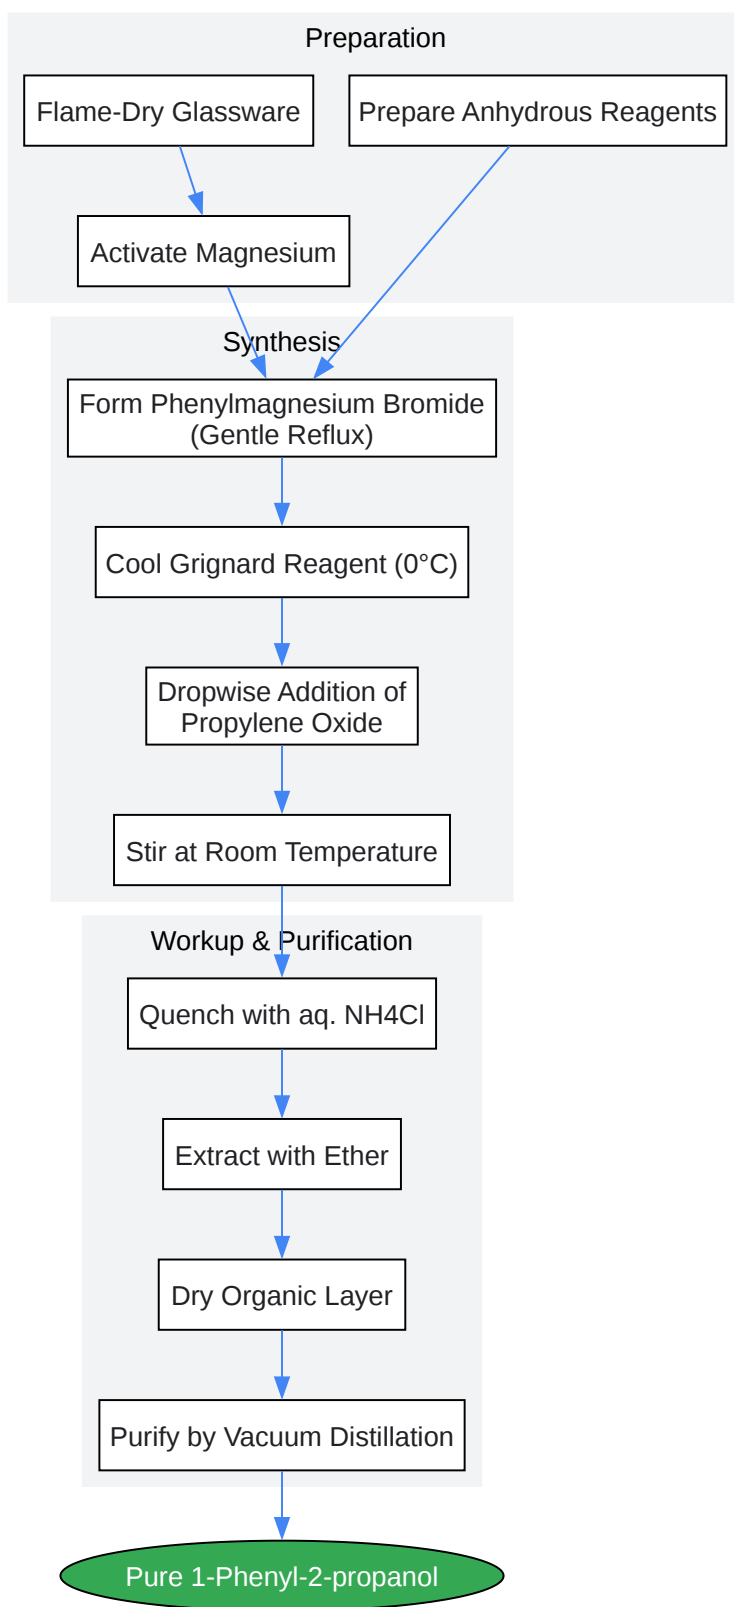 Preparation
Flame-Dry Glassware
Prepare Anhydrous Reagents
Activate Magnesium
Synthesis
Form Phenylmagnesium Bromide
(Gentle Reflux)
Cool Grignard Reagent (0°C)
Dropwise Addition of
Propylene Oxide
Stir at Room Temperature
Workup & Purification
Quench with aq. NH4Cl
Extract with Ether
Dry Organic Layer
Purify by Vacuum Distillation
Pure 1-Phenyl-2-propanol